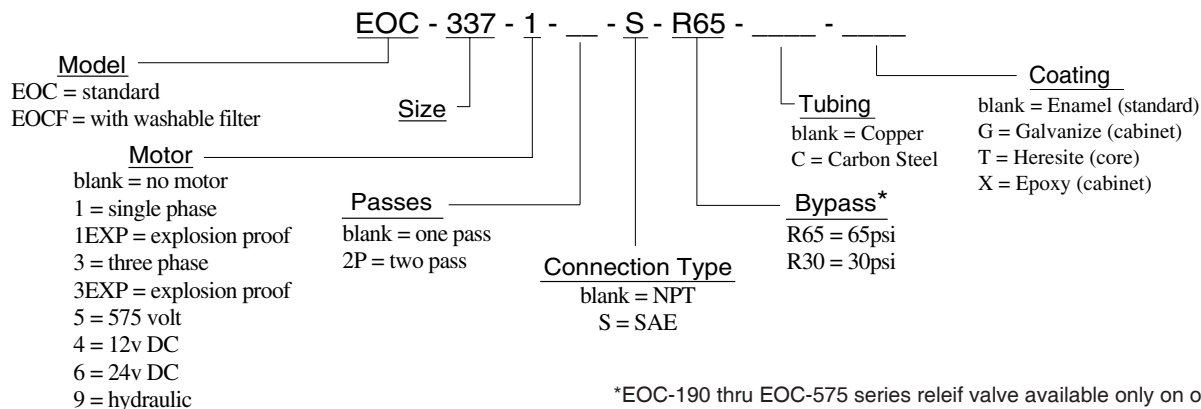 EOC - 337 - 1 - __ - S - R65 - ____ - ____
Model
EOC = standard
EOCF = with washable filter
Size
Motor
blank = no motor
1 = single phase
1EXP = explosion proof
3 = three phase
3EXP = explosion proof
5 = 575 volt
4 = 12v DC
6 = 24v DC
9 = hydraulic
Passes
blank = one pass
2P = two pass
Connection Type
blank = NPT
S = SAE
Bypass*
R65 = 65psi
R30 = 30psi
Tubing
blank = Copper
C = Carbon Steel
Coating
blank = Enamel (standard)
G = Galvanize (cabinet)
T = Heresite (core)
X = Epoxy (cabinet)
*EOC-190 thru EOC-575 series releif valve available only on o